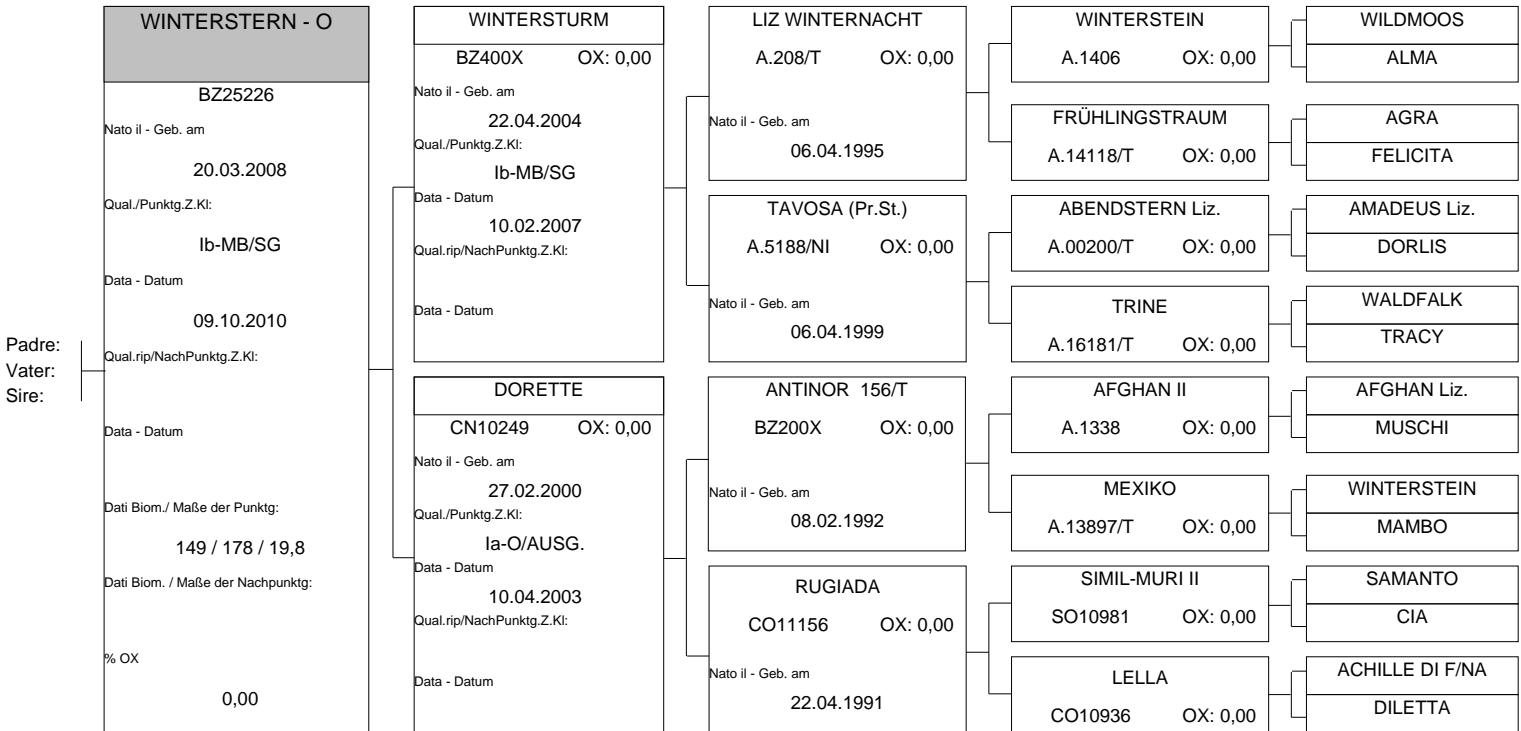 Padre:
Vater:
Sire:
WINTERSTERN - O
BZ25226
Nato il - Geb. am
20.03.2008
Qual./Punktg.Z.Kl:
Ib-MB/SG
Data - Datum
09.10.2010
Qual.rip/NachPunktg.Z.Kl:
Data - Datum
Dati Biom./ Maße der Punktg:
149 / 178 / 19,8
Dati Biom. / Maße der Nachpunktg:
% OX
0,00
WINTERSTURM
BZ400X OX: 0,00
Nato il - Geb. am
22.04.2004
Qual./Punktg.Z.Kl:
Ib-MB/SG
Data - Datum
10.02.2007
Qual.rip/NachPunktg.Z.Kl:
Data - Datum
DORETTE
CN10249 OX: 0,00
Nato il - Geb. am
27.02.2000
Qual./Punktg.Z.Kl:
Ia-O/AUSG.
Data - Datum
10.04.2003
Qual.rip/NachPunktg.Z.Kl:
Data - Datum
LIZ WINTERNACHT
A.208/T OX: 0,00
Nato il - Geb. am
06.04.1995
TAVOSA (Pr.St.)
A.5188/NI OX: 0,00
Nato il - Geb. am
06.04.1999
ANTINOR 156/T
BZ200X OX: 0,00
Nato il - Geb. am
08.02.1992
RUGIADA
CO11156 OX: 0,00
Nato il - Geb. am
22.04.1991
WINTERSTEIN
A.1406 OX: 0,00
FRÜHLINGSTRAUM
A.14118/T OX: 0,00
ABENDSTERN Liz.
A.00200/T OX: 0,00
TRINE
A.16181/T OX: 0,00
AFGHAN II
A.1338 OX: 0,00
MEXIKO
A.13897/T OX: 0,00
SIMIL-MURI II
SO10981 OX: 0,00
LELLA
CO10936 OX: 0,00
WILDMOOS
ALMA
AGRA
FELICITA
AMADEUS Liz.
DORLIS
WALDFALK
TRACY
AFGHAN Liz.
MUSCHI
WINTERSTEIN
MAMBO
SAMANTO
CIA
ACHILLE DI F/NA
DILETTA